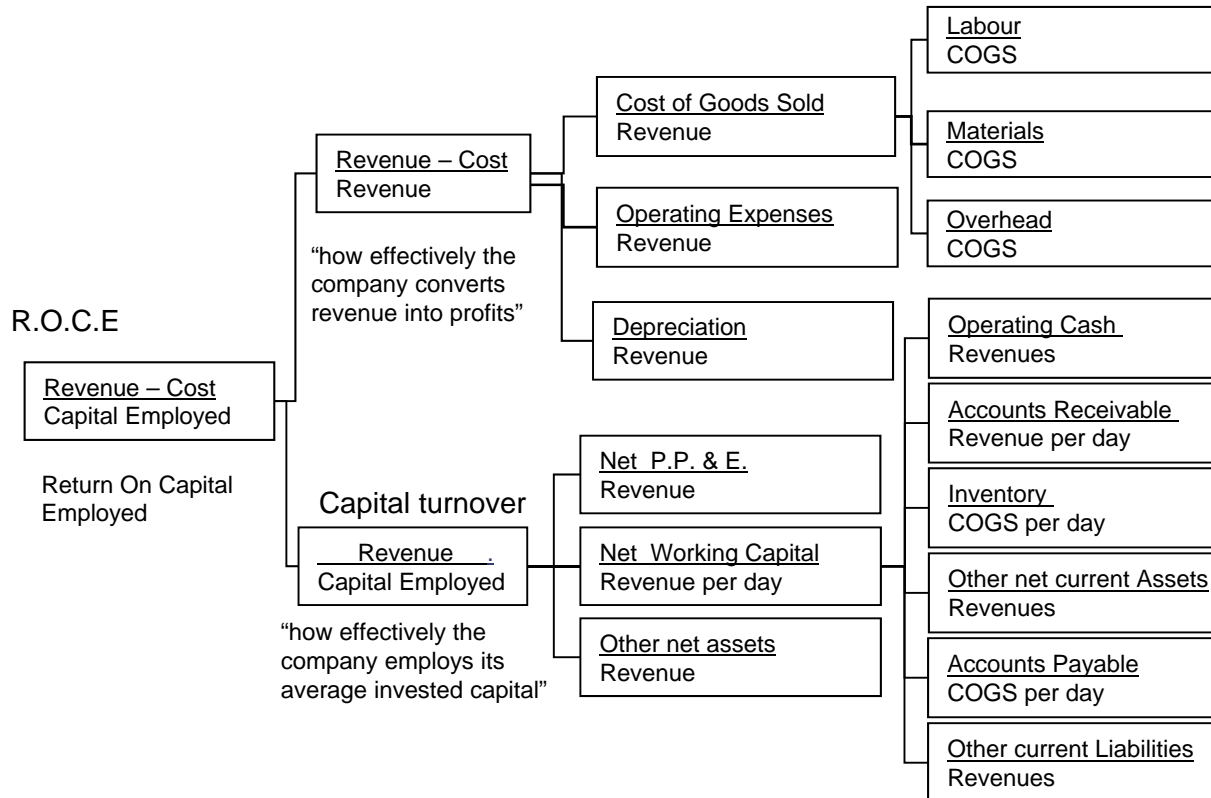 R.O.C.E
Revenue – Cost
Capital Employed
Return On Capital
Employed
Revenue – Cost
Revenue
“how effectively the
company converts
revenue into profits”
Capital turnover
Revenue .
Capital Employed
“how effectively the
company employs its
average invested capital”
Cost of Goods Sold
Revenue
Operating Expenses
Revenue
Depreciation
Revenue
Net P.P. & E.
Revenue
Net Working Capital
Revenue per day
Other net assets
Revenue
Labour
COGS
Materials
COGS
Overhead
COGS
Operating Cash
Revenues
Accounts Receivable
Revenue per day
Inventory
COGS per day
Other net current Assets
Revenues
Accounts Payable
COGS per day
Other current Liabilities
Revenues